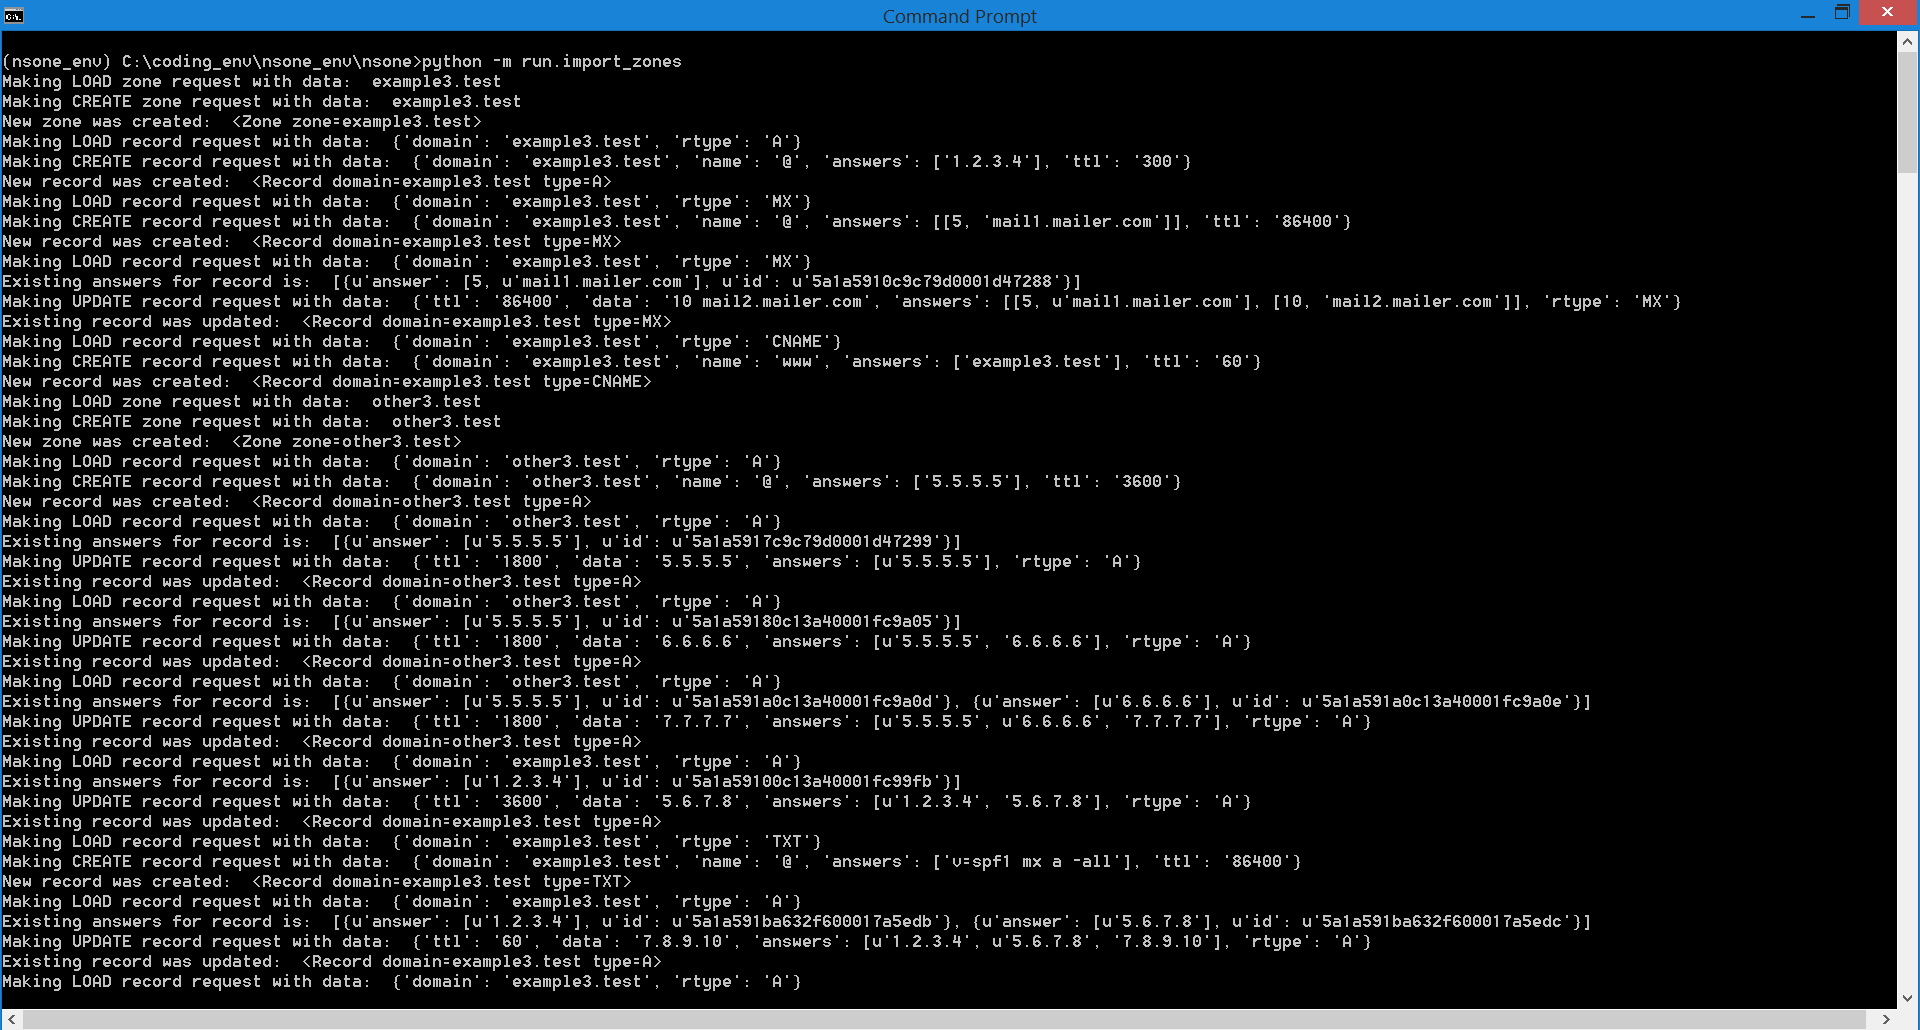 Command Prompt
(nsone_env) C:\coding_env\nsone_env\nsone>python -m run.import_zones
Making LOAD zone request with data:  example3.test
Making CREATE zone request with data:  example3.test
New zone was created:  <Zone zone=example3.test>
Making LOAD record request with data:  {'domain': 'example3.test', 'rtype': 'A'}
Making CREATE record request with data:  {'domain': 'example3.test', 'name': '@', 'answers': ['1.2.3.4'], 'ttl': '300'}
New record was created:  <Record domain=example3.test type=A>
Making LOAD record request with data:  {'domain': 'example3.test', 'rtype': 'MX'}
Making CREATE record request with data:  {'domain': 'example3.test', 'name': '@', 'answers': [[5, 'mail1.mailer.com']], 'ttl': '86400'}
New record was created:  <Record domain=example3.test type=MX>
Making LOAD record request with data:  {'domain': 'example3.test', 'rtype': 'MX'}
Existing answers for record is:  [{u'answer': [5, u'mail1.mailer.com'], u'id': u'5a1a5910c9c79d0001d47288'}]
Making UPDATE record request with data:  {'ttl': '86400', 'data': '10 mail2.mailer.com', 'answers': [[5, u'mail1.mailer.com'], [10, 'mail2.mailer.com']], 'rtype': 'MX'}
Existing record was updated:  <Record domain=example3.test type=MX>
Making LOAD record request with data:  {'domain': 'example3.test', 'rtype': 'CNAME'}
Making CREATE record request with data:  {'domain': 'example3.test', 'name': 'www', 'answers': ['example3.test'], 'ttl': '60'}
New record was created:  <Record domain=example3.test type=CNAME>
Making LOAD zone request with data:  other3.test
Making CREATE zone request with data:  other3.test
New zone was created:  <Zone zone=other3.test>
Making LOAD record request with data:  {'domain': 'other3.test', 'rtype': 'A'}
Making CREATE record request with data:  {'domain': 'other3.test', 'name': '@', 'answers': ['5.5.5.5'], 'ttl': '3600'}
New record was created:  <Record domain=other3.test type=A>
Making LOAD record request with data:  {'domain': 'other3.test', 'rtype': 'A'}
Existing answers for record is:  [{u'answer': [u'5.5.5.5'], u'id': u'5a1a5917c9c79d0001d47299'}]
Making UPDATE record request with data:  {'ttl': '1800', 'data': '5.5.5.5', 'answers': [u'5.5.5.5'], 'rtype': 'A'}
Existing record was updated:  <Record domain=other3.test type=A>
Making LOAD record request with data:  {'domain': 'other3.test', 'rtype': 'A'}
Existing answers for record is:  [{u'answer': [u'5.5.5.5'], u'id': u'5a1a59180c13a40001fc9a05'}]
Making UPDATE record request with data:  {'ttl': '1800', 'data': '6.6.6.6', 'answers': [u'5.5.5.5', '6.6.6.6'], 'rtype': 'A'}
Existing record was updated:  <Record domain=other3.test type=A>
Making LOAD record request with data:  {'domain': 'other3.test', 'rtype': 'A'}
Existing answers for record is:  [{u'answer': [u'5.5.5.5'], u'id': u'5a1a591a0c13a40001fc9a0d'}, {u'answer': [u'6.6.6.6'], u'id': u'5a1a591a0c13a40001fc9a0e'}]
Making UPDATE record request with data:  {'ttl': '1800', 'data': '7.7.7.7', 'answers': [u'5.5.5.5', u'6.6.6.6', '7.7.7.7'], 'rtype': 'A'}
Existing record was updated:  <Record domain=other3.test type=A>
Making LOAD record request with data:  {'domain': 'example3.test', 'rtype': 'A'}
Existing answers for record is:  [{u'answer': [u'1.2.3.4'], u'id': u'5a1a59100c13a40001fc99fb'}]
Making UPDATE record request with data:  {'ttl': '3600', 'data': '5.6.7.8', 'answers': [u'1.2.3.4', '5.6.7.8'], 'rtype': 'A'}
Existing record was updated:  <Record domain=example3.test type=A>
Making LOAD record request with data:  {'domain': 'example3.test', 'rtype': 'TXT'}
Making CREATE record request with data:  {'domain': 'example3.test', 'name': '@', 'answers': ['v=spf1 mx a -all'], 'ttl': '86400'}
New record was created:  <Record domain=example3.test type=TXT>
Making LOAD record request with data:  {'domain': 'example3.test', 'rtype': 'A'}
Existing answers for record is:  [{u'answer': [u'1.2.3.4'], u'id': u'5a1a591ba632f600017a5edb'}, {u'answer': [u'5.6.7.8'], u'id': u'5a1a591ba632f600017a5edc'}]
Making UPDATE record request with data:  {'ttl': '60', 'data': '7.8.9.10', 'answers': [u'1.2.3.4', u'5.6.7.8', '7.8.9.10'], 'rtype': 'A'}
Existing record was updated:  <Record domain=example3.test type=A>
Making LOAD record request with data:  {'domain': 'example3.test', 'rtype': 'A'}